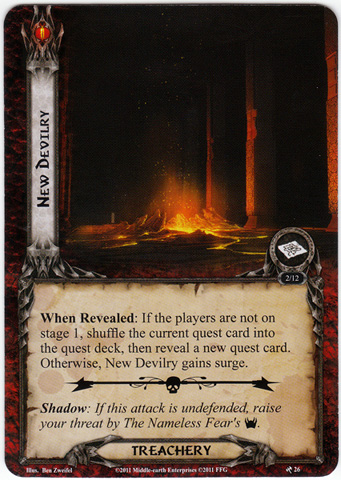 NEW DEVILRY
2/12
When Revealed: If the players are not on
stage 1, shuffle the current quest card into
the quest deck, then reveal a new quest card.
Otherwise, New Devilry gains surge.
Shadow: If this attack is undefended, raise
your threat by The Nameless Fear's
TREACHERY
Illus. Ben Zweifel
©2011 Middle-earth Enterprises ©2011 FFG
26